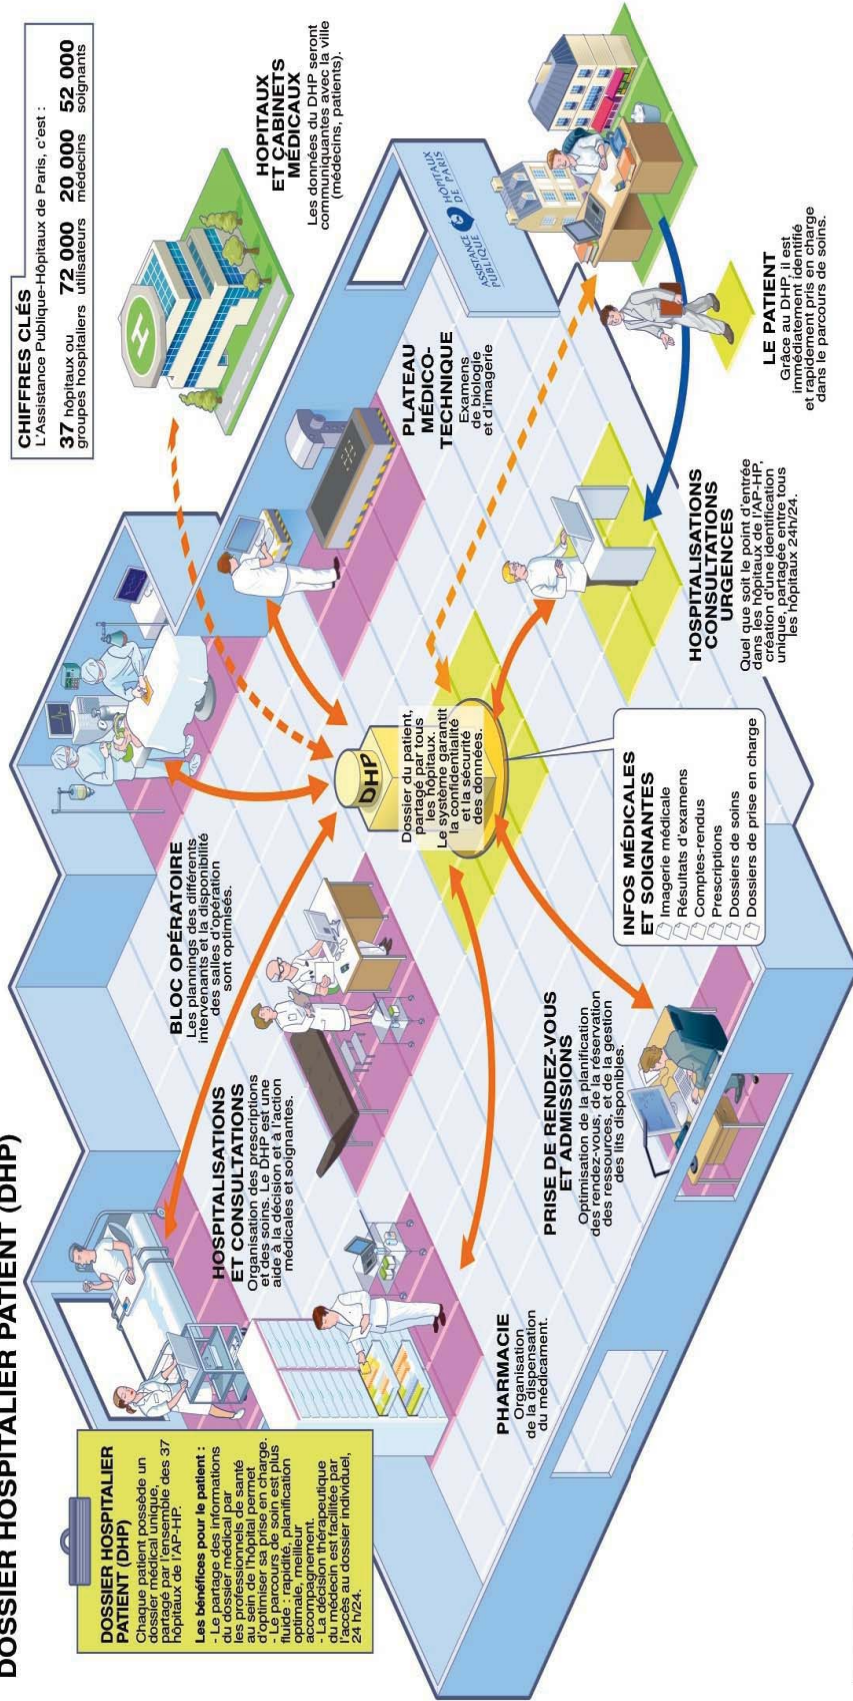 DOSSIER HOSPITALIER PATIENT (DHP)
DOSSIER HOSPITALIER
PATIENT (DHP)
Chaque patient possède un
dossier médical unique,
partagé par l'ensemble des 37
hôpitaux de l'AP-HP.
Les bénéfices pour le patient :
- Le partage des informations
du dossier médical par
les professionnels de santé
au sein de l'hôpital permet
d'optimiser sa prise en charge.
- Le parcours de soin est plus
fluide : rapidité, planification
optimale, meilleur
accompagnement.
- La décision thérapeutique
du médecin est facilitée par
l'accès au dossier individuel,
24 h/24.
CHIFFRES CLÉS
L'Assistance Publique-Hôpitaux de Paris, c'est :
37 hôpitaux ou
groupes hospitaliers
72 000
utilisateurs
20 000
médecins
52 000
soignants
BLOC OPÉRATOIRE
Les plannings des différents
intervenants et la disponibilité
des salles d'opération
sont optimisés.
HOSPITALISATIONS
ET CONSULTATIONS
Organisation des prescriptions
et des soins. Le DHP est une
aide à la décision et à l'action
médicales et soignantes.
HOPITAUX
ET CABINETS
MÉDICAUX
Les données du DHP seront
communiquantes avec la ville
(médecins, patients).
ASSISTANCE
PUBLIQUE
HÔPITAUX
DE PARIS
PLATEAU
MÉDICO-
TECHNIQUE
Examens
de biologie
et d'imagerie
DHP
Dossier du patient,
partagé par tous
les hôpitaux.
Le système garantit
la confidentialité
et la sécurité
des données.
PHARMACIE
Organisation
de la dispensation
du médicament.
PRISE DE RENDEZ-VOUS
ET ADMISSIONS
Optimisation de la planification
des rendez-vous, de la réservation
des ressources, et de la gestion
des lits disponibles.
INFOS MÉDICALES
ET SOIGNANTES
Imagerie médicale
Résultats d'examens
Comptes-rendus
Prescriptions
Dossiers de soins
Dossiers de prise en charge
HOSPITALISATIONS
CONSULTATIONS
URGENCES
Quel que soit le point d'entrée
dans les hôpitaux de l'AP-HP,
création d'une identification
unique, partagée entre tous
les hôpitaux 24h/24.
LE PATIENT
Grâce au DHP, il est
immédiatement identifié
et rapidement pris en charge
dans le parcours de soins.